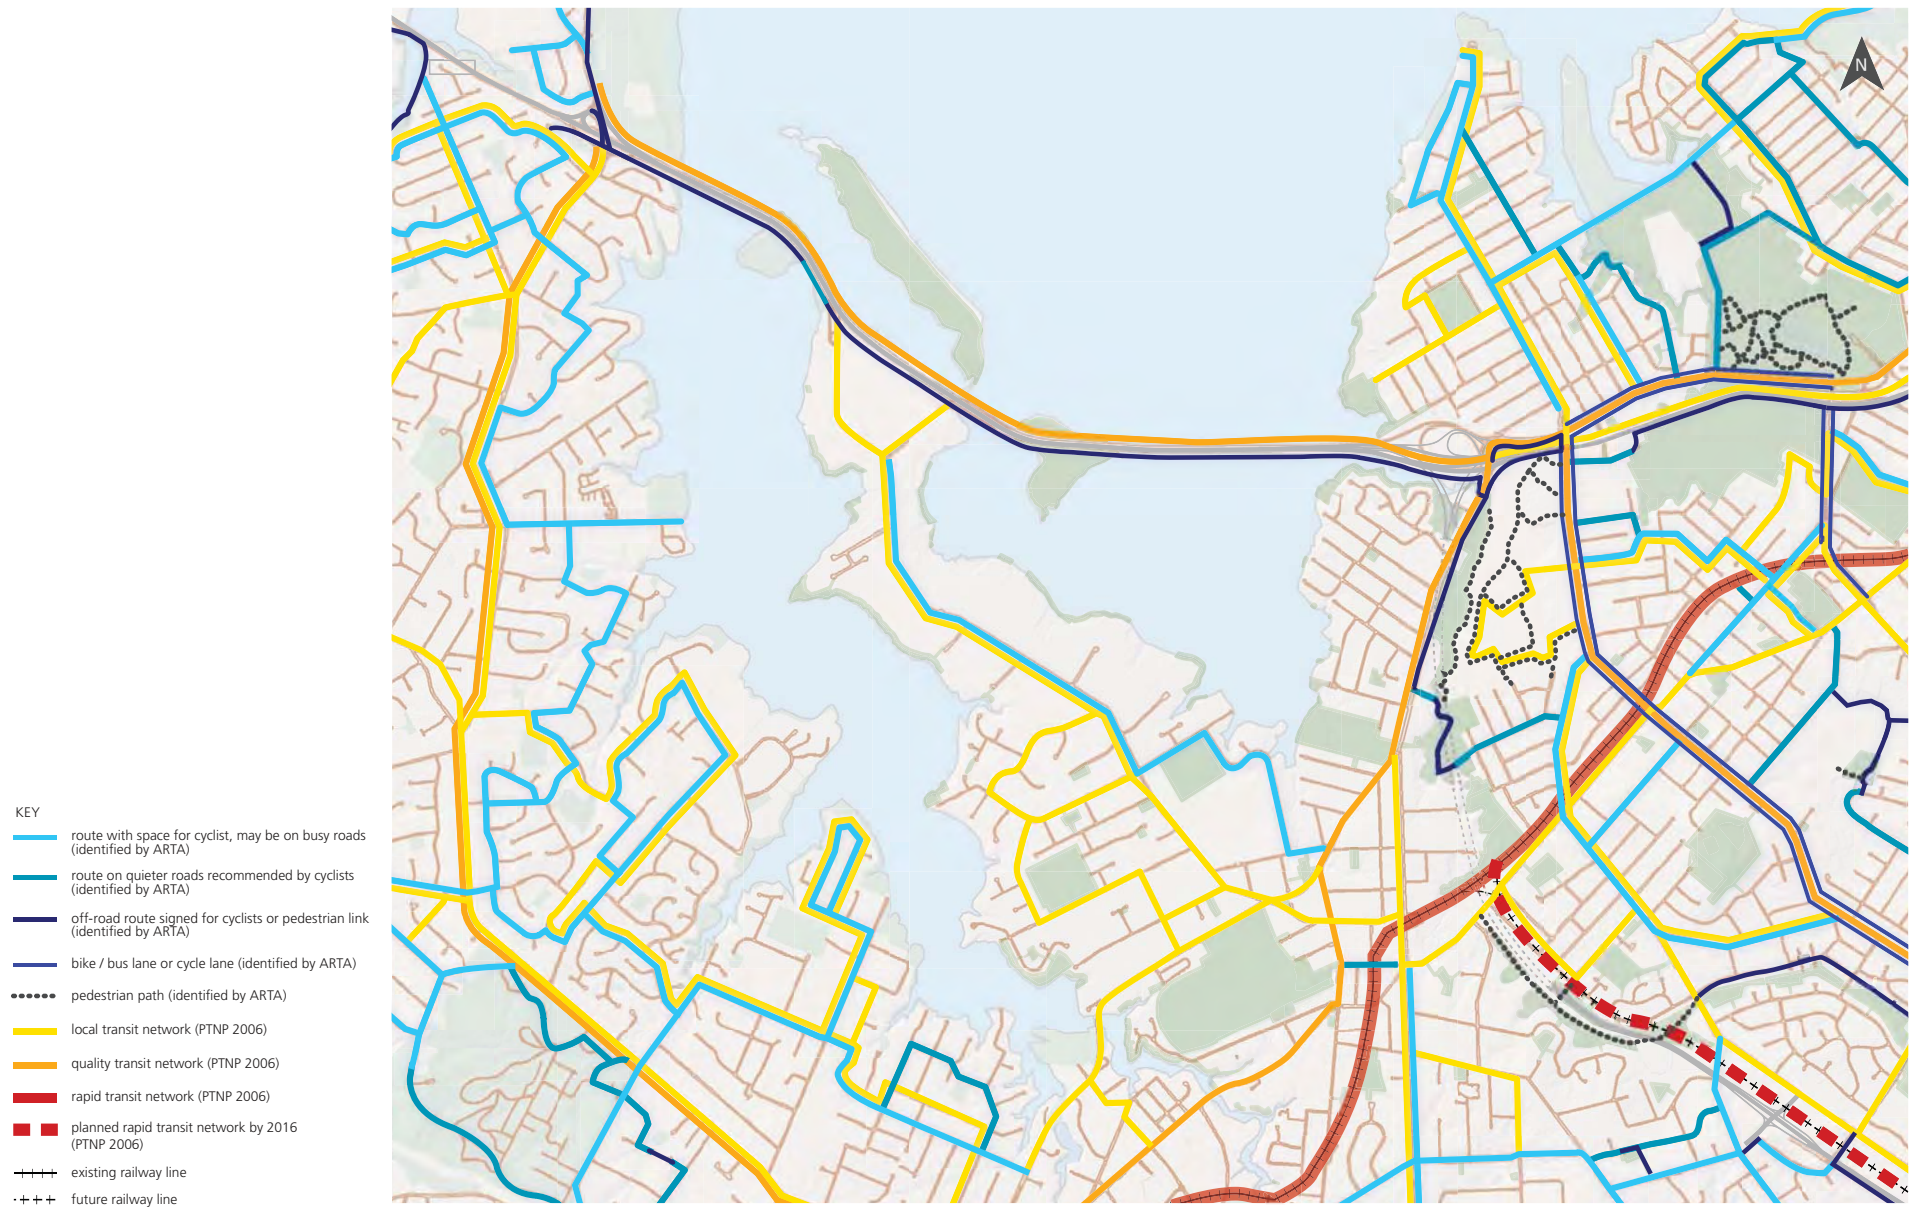 N
KEY
route with space for cyclist, may be on busy roads
(identified by ARTA)
route on quieter roads recommended by cyclists
(identified by ARTA)
off-road route signed for cyclists or pedestrian link
(identified by ARTA)
bike / bus lane or cycle lane (identified by ARTA)
pedestrian path (identified by ARTA)
local transit network (PTNP 2006)
quality transit network (PTNP 2006)
rapid transit network (PTNP 2006)
planned rapid transit network by 2016
(PTNP 2006)
existing railway line
future railway line